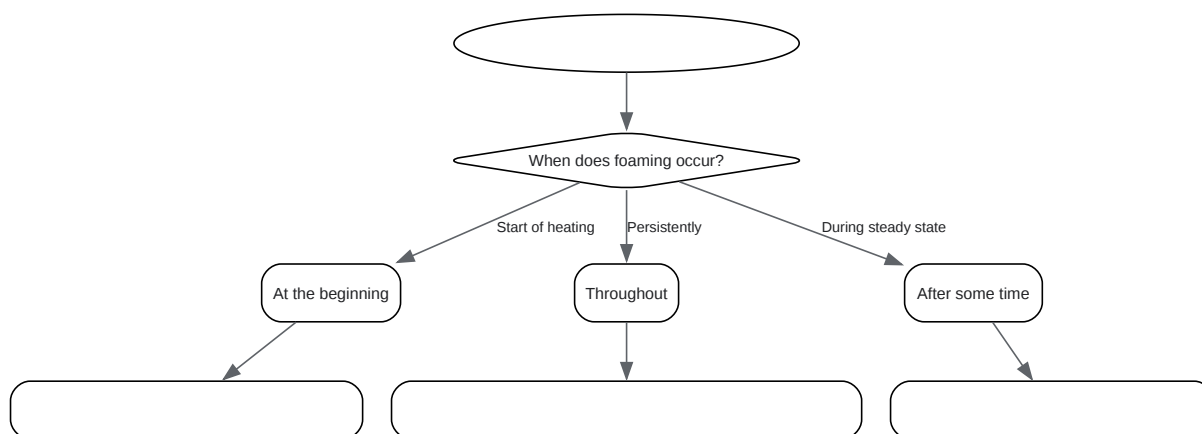 When does foaming occur?
Start of heating
Persistently
During steady state
At the beginning
Throughout
After some time